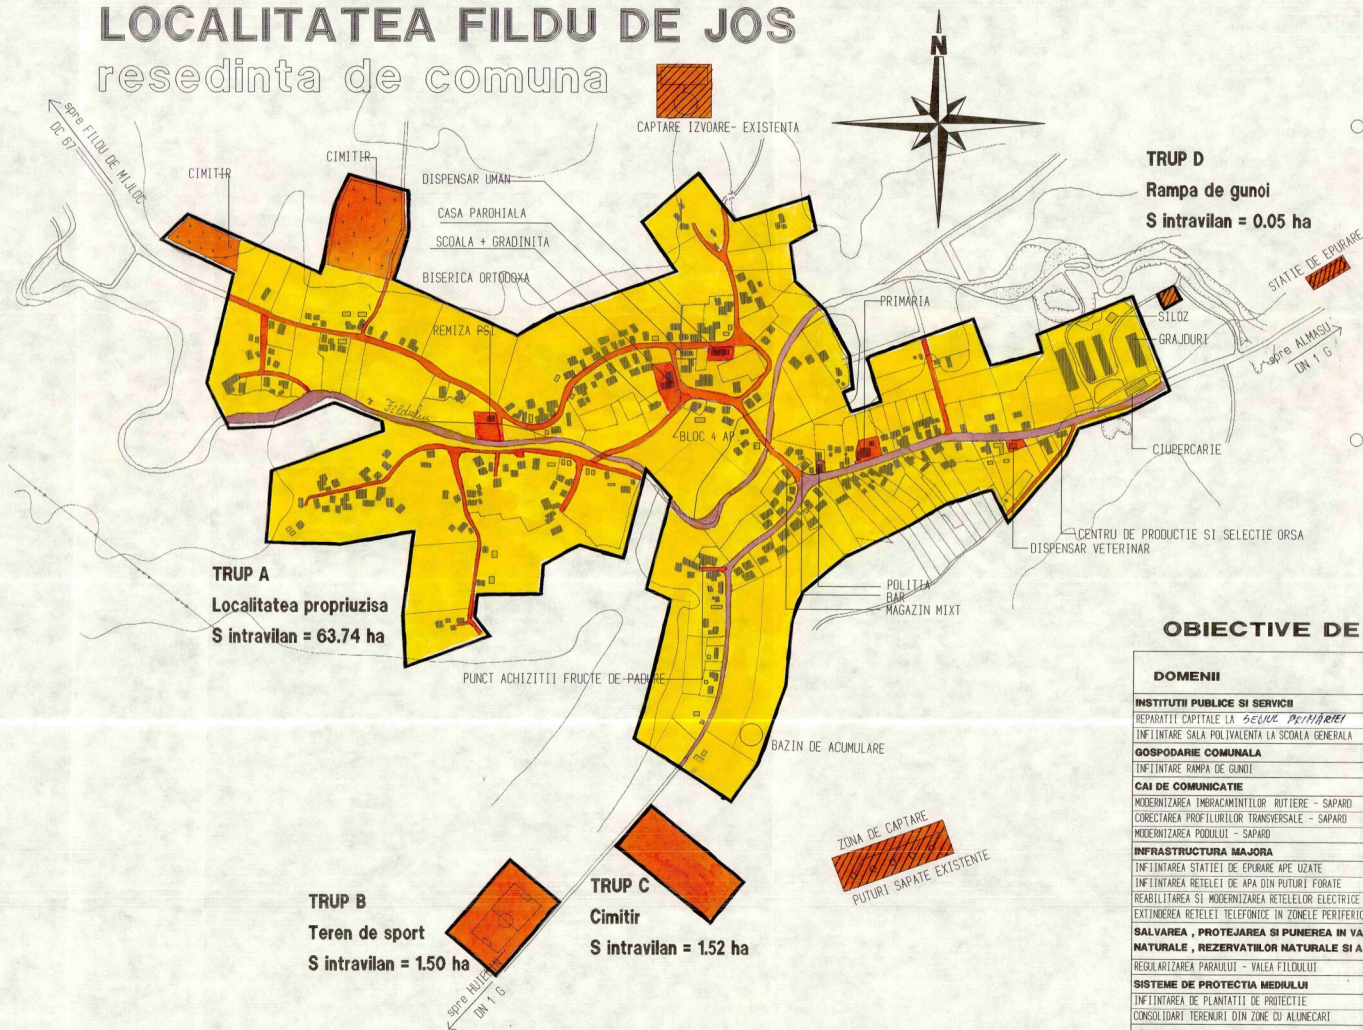 LOCALITATEA FILDU DE JOS
resedinta de comuna
N
CAPTARE IZVOARE- EXISTENTA
spre FILDU DE MIJLOC
DC 67
CIMITIR
CIMITIR
DISPENSAR UMAN
CASA PAROHIALA
SCOALA + GRADINITA
BISERICA ORTODOXA
REMIZA PSI
TRUP D
Rampa de gunoi
S intravilan = 0.05 ha
STATIE DE EPURARE
PRIMARIA
SILOZ
GRAJDURI
spre ALMASU
DN 1 G
Fildului
BLOC 4 AP
CIUPERCARIE
CENTRU DE PRODUCTIE SI SELECTIE ORSA
DISPENSAR VETERINAR
TRUP A
Localitatea propriuzisa
S intravilan = 63.74 ha
POLITIA
BAR
MAGAZIN MIXT
PUNCT ACHIZITII FRUCTE DE PADURE
BAZIN DE ACUMULARE
ZONA DE CAPTARE
PUTURI SAPATE EXISTENTE
TRUP B
Teren de sport
S intravilan = 1.50 ha
TRUP C
Cimitir
S intravilan = 1.52 ha
spre HUEDIN
DN 1 G
OBIECTIVE DE
DOMENII
INSTITUTII PUBLICE SI SERVICII
REPARATII CAPITALE LA SEDIUL PRIMĂRIEI
INFIINTARE SALA POLIVALENTA LA SCOALA GENERALA
GOSPODARIE COMUNALA
INFIINTARE RAMPA DE GUNOI
CAI DE COMUNICATIE
MODERNIZAREA IMBRACAMINTILOR RUTIERE - SAPARD
CORECTAREA PROFILURILOR TRANSVERSALE - SAPARD
MODERNIZAREA PODULUI - SAPARD
INFRASTRUCTURA MAJORA
INFIINTAREA STATIEI DE EPURARE APE UZATE
INFIINTAREA RETELEI DE APA DIN PUTURI FORATE
REABILITAREA SI MODERNIZAREA RETELELOR ELECTRICE
EXTINDEREA RETELEI TELEFONICE IN ZONELE PERIFERIC
SALVAREA , PROTEJAREA SI PUNEREA IN VA
NATURALE , REZERVATIILOR NATURALE SI A
REGULARIZAREA PARAULUI - VALEA FILDULUI
SISTEME DE PROTECTIA MEDIULUI
INFIINTAREA DE PLANTATII DE PROTECTIE
CONSOLIDARI TERENURI DIN ZONE CU ALUNECARI